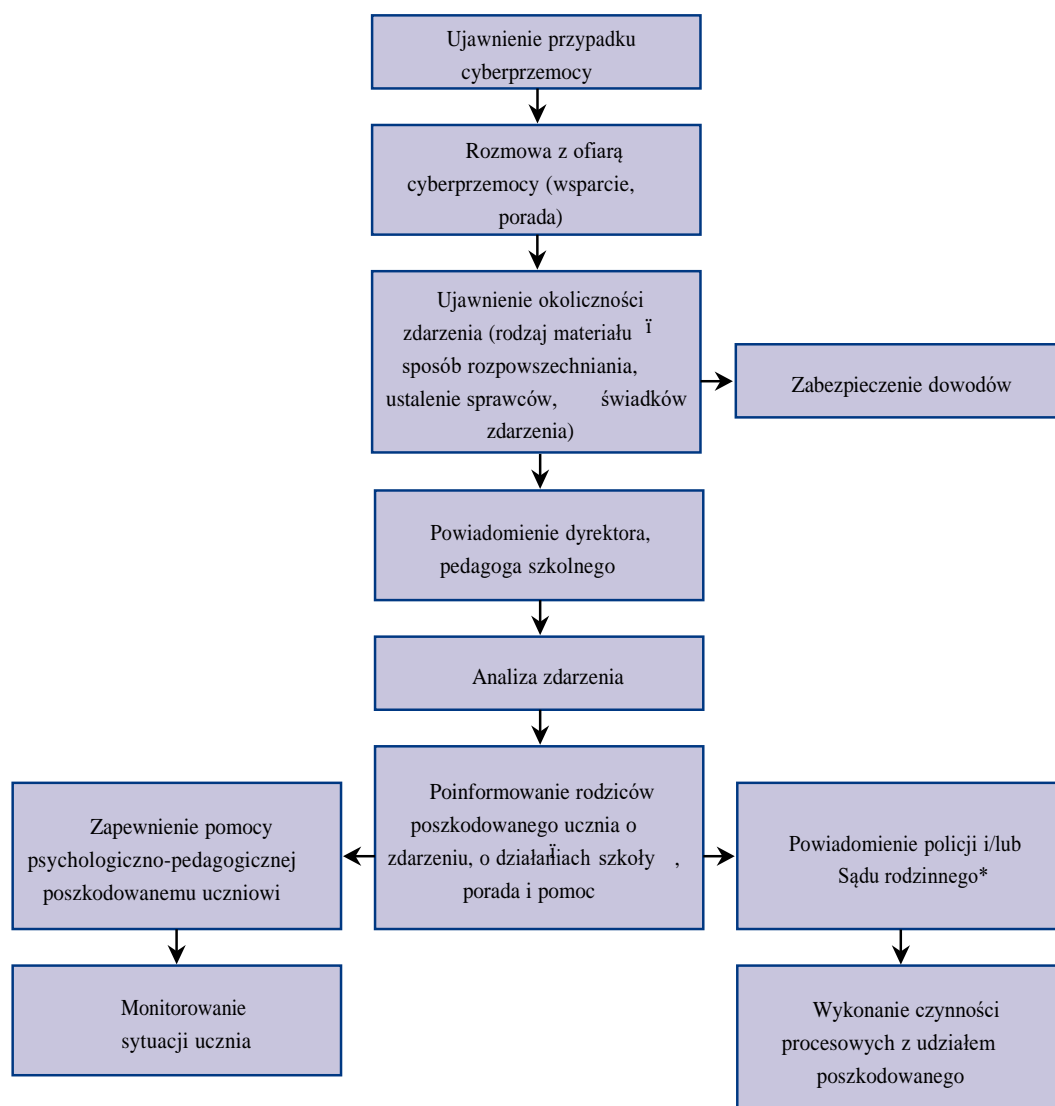 Ujawnienie przypadku
cyberprzemocy
Rozmowa z ofiarą
cyberprzemocy (wsparcie,
porada)
Ujawnienie okoliczności
zdarzenia (rodzaj materiału ï
sposób rozpowszechniania,
ustalenie sprawców, świadków
zdarzenia)
Zabezpieczenie dowodów
Powiadomienie dyrektora,
pedagoga szkolnego
Analiza zdarzenia
Poinformowanie rodziców
poszkodowanego ucznia o
zdarzeniu, o działaniach szkoły ,
porada i pomoc
Zapewnienie pomocy
psychologiczno-pedagogicznej
poszkodowanemu uczniowi
Powiadomienie policji i/lub
Sądu rodzinnego*
Monitorowanie
sytuacji ucznia
Wykonanie czynności
procesowych z udziałem
poszkodowanego